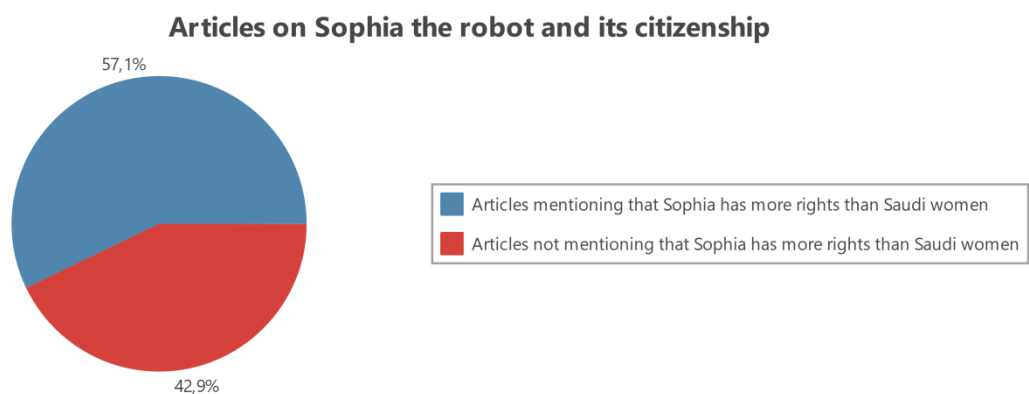 Articles on Sophia the robot and its citizenship
57,1%
Articles mentioning that Sophia has more rights than Saudi women
Articles not mentioning that Sophia has more rights than Saudi women
42,9%